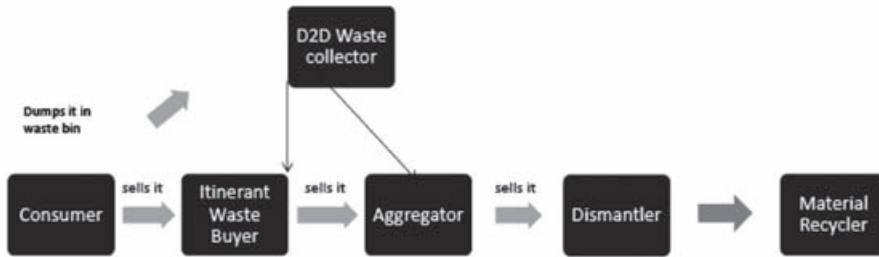 D2D Waste
collector
Dumps it in
waste bin
Consumer
sells it
Itinerant
Waste
Buyer
sells it
Aggregator
sells it
Dismantler
Material
Recycler